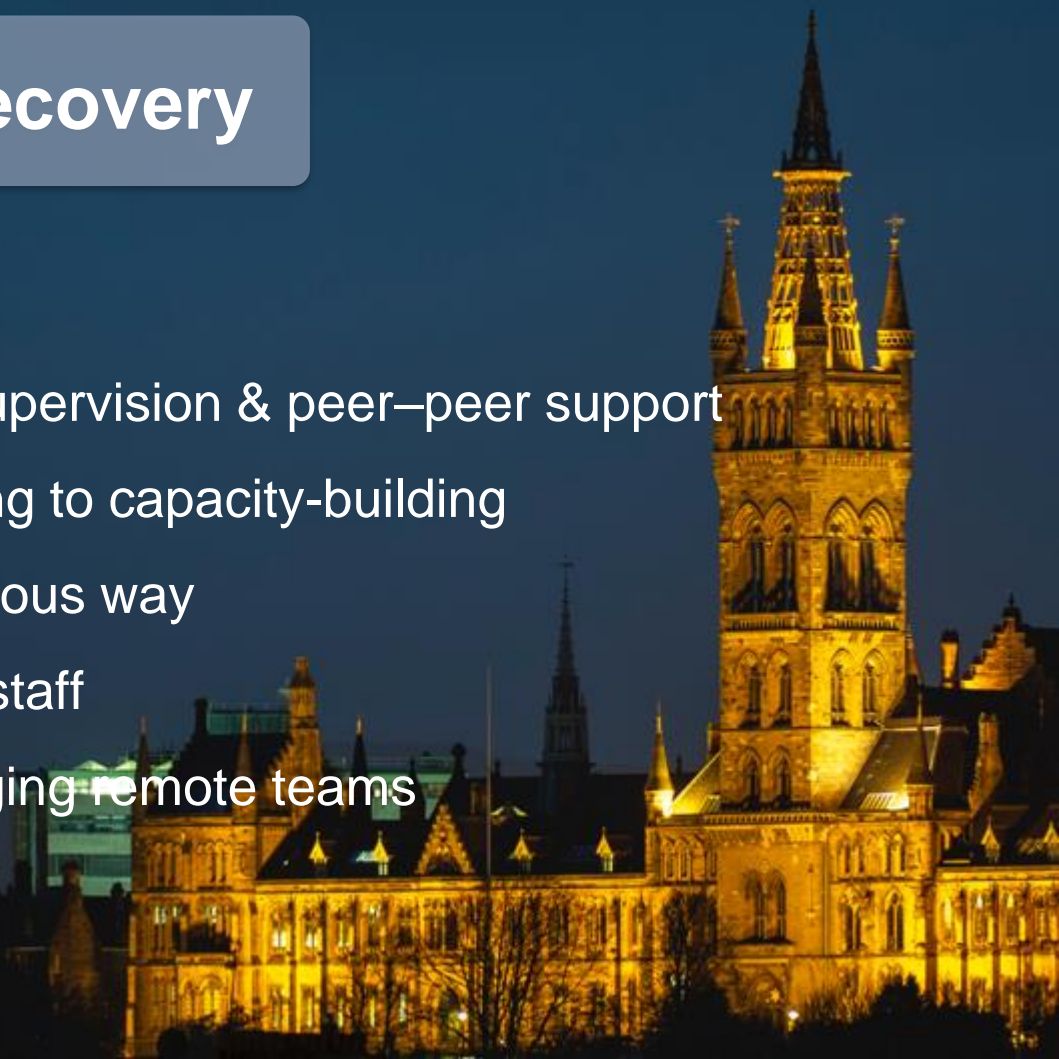 ecovery
upervision & peer–peer support
ng to capacity-building
ous way
staff
ging remote teams